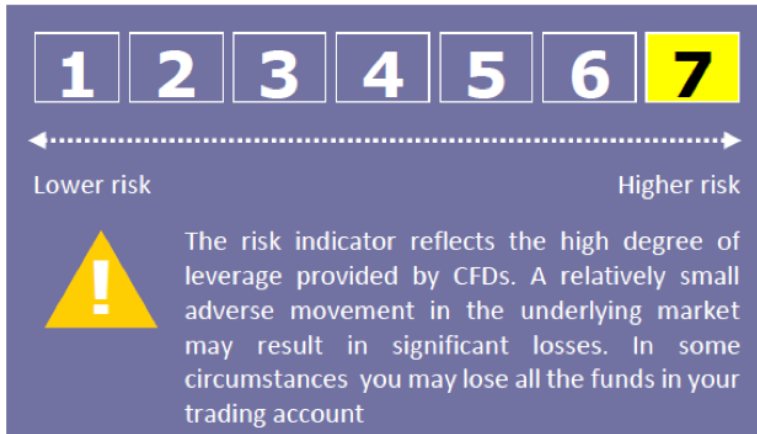 1 2 3 4 5 6 7
Lower risk Higher risk
!
The risk indicator reflects the high degree of
leverage provided by CFDs. A relatively small
adverse movement in the underlying market
may result in significant losses. In some
circumstances you may lose all the funds in your
trading account